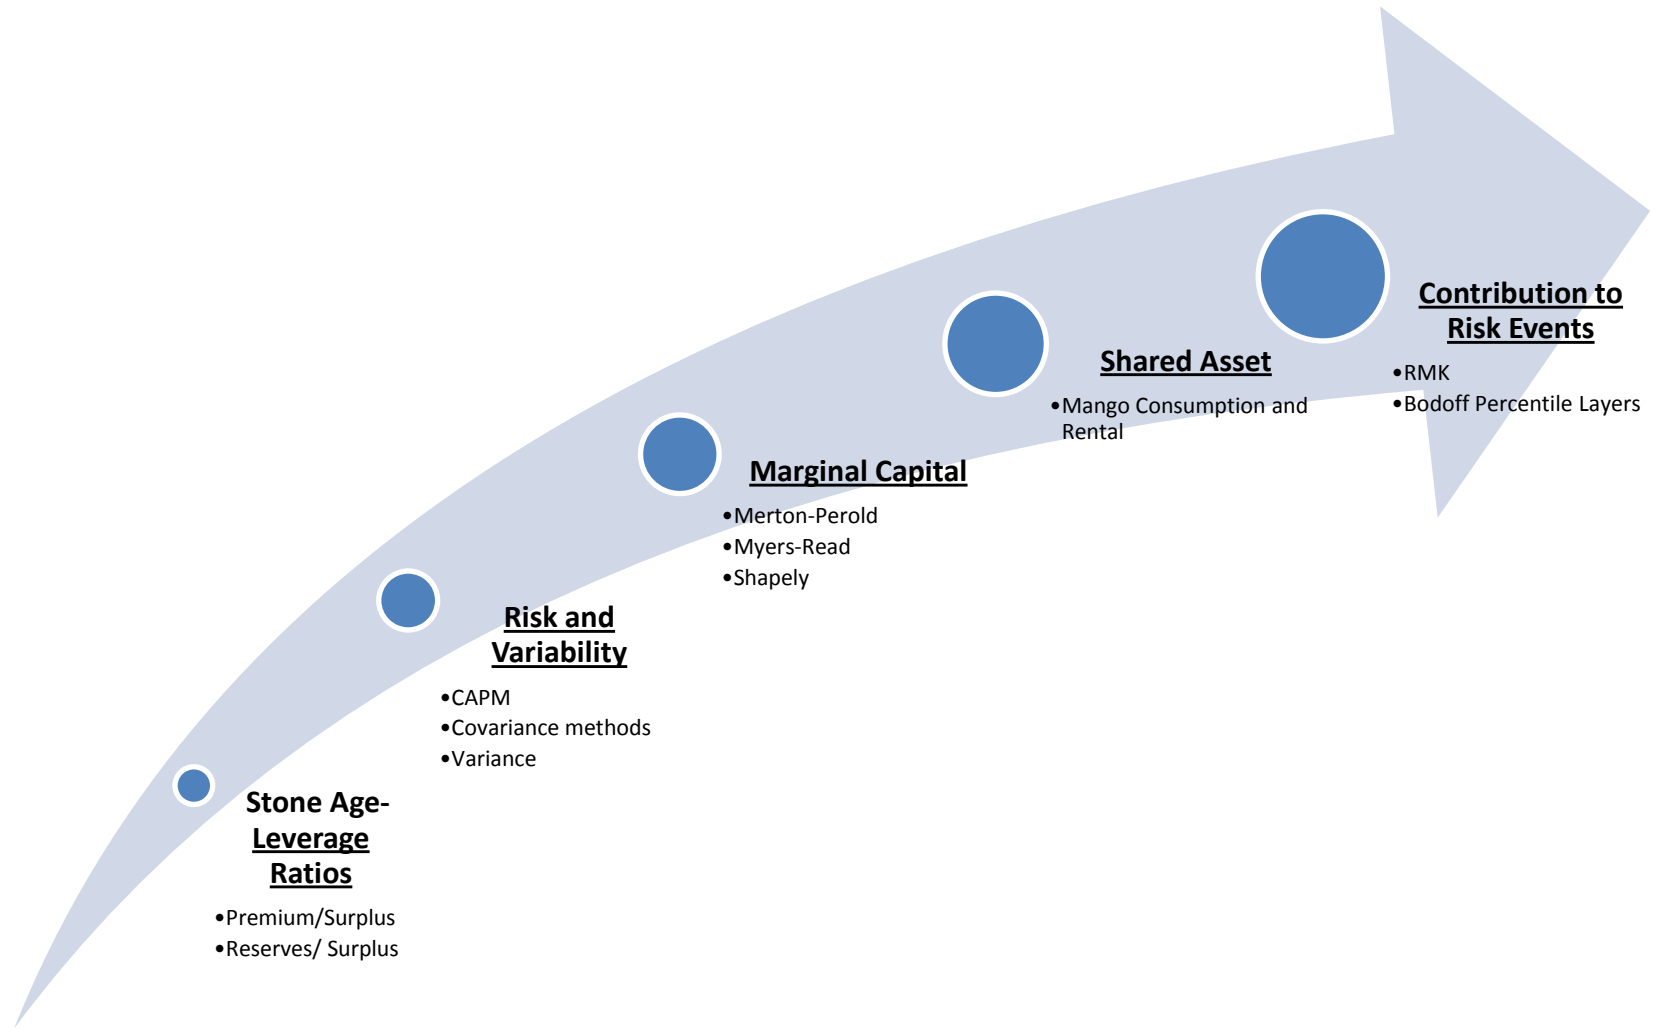 Stone Age-
Leverage
Ratios
•Premium/Surplus
•Reserves/ Surplus
Risk and
Variability
•CAPM
•Covariance methods
•Variance
Marginal Capital
•Merton-Perold
•Myers-Read
•Shapely
Shared Asset
•Mango Consumption and
Rental
Contribution to
Risk Events
•RMK
•Bodoff Percentile Layers